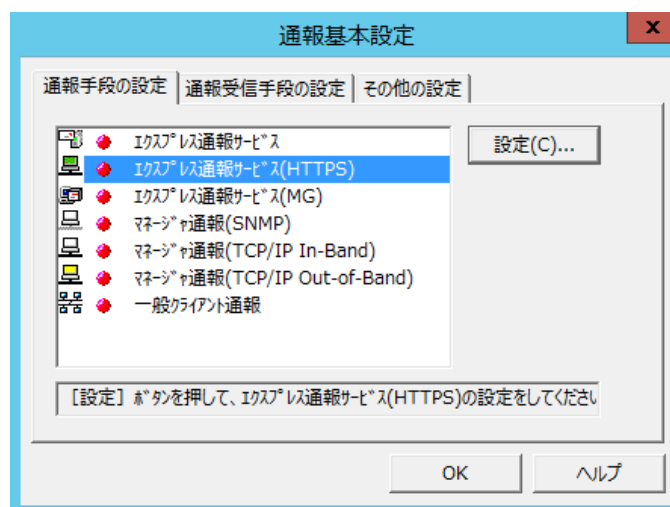 通報基本設定
x
通報手段の設定 通報受信手段の設定 その他の設定
ｴｸｽﾌﾟﾚｽ通報ｻｰﾋﾞｽ
設定(C)...
ｴｸｽﾌﾟﾚｽ通報ｻｰﾋﾞｽ(HTTPS)
ｴｸｽﾌﾟﾚｽ通報ｻｰﾋﾞｽ(MG)
ﾏﾈｰｼﾞｬ通報(SNMP)
ﾏﾈｰｼﾞｬ通報(TCP/IP In-Band)
ﾏﾈｰｼﾞｬ通報(TCP/IP Out-of-Band)
一般ｸﾗｲｱﾝﾄ通報
［設定］ﾎﾞﾀﾝを押して、ｴｸｽﾌﾟﾚｽ通報ｻｰﾋﾞｽ(HTTPS)の設定をしてくださ
OK ヘルプ